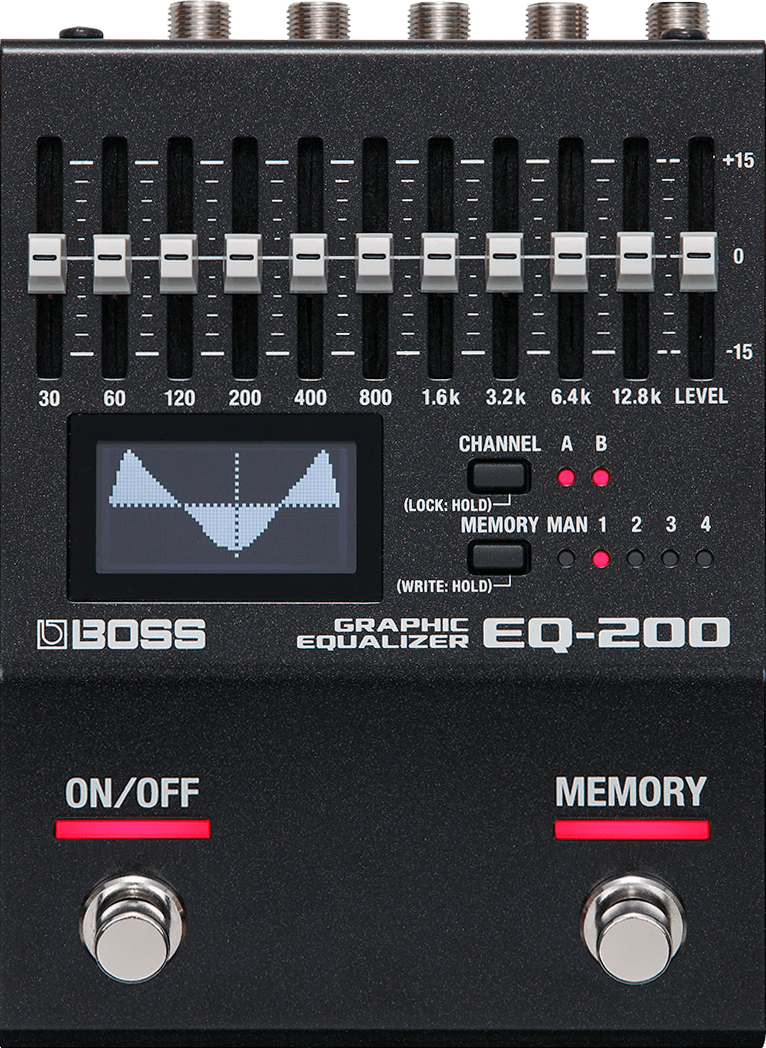 +15
0
-15
30 60 120 200 400 800 1.6k 3.2k 6.4k 12.8k LEVEL
CHANNEL A B
(LOCK: HOLD)
MEMORY MAN 1 2 3 4
(WRITE: HOLD)
BOSS
GRAPHIC
EQUALIZER
EQ-200
ON/OFF
MEMORY